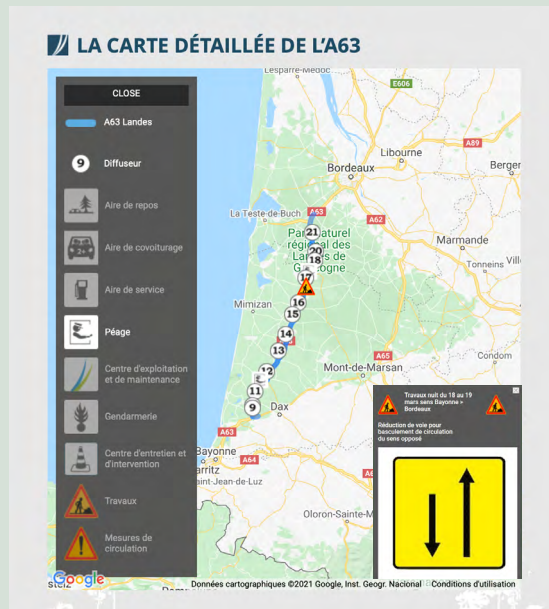 LA CARTE DÉTAILLÉE DE L'A63
CLOSE
A63 Landes
9 Diffuseur
Aire de repos
2+
Aire de covoiturage
Aire de service
Péage
Centre d'exploitation
et de maintenance
Gendarmerie
Centre d'entretien et
d'intervention
Travaux
Mesures de
circulation
Lesparre-Médoc
E606
Libourne
A89
Bordeaux
Berger
La Teste-de-Buch
A63
A62
21
Parc naturel
régional des
Landes de
Gascogne
20
18
17
Marmande
Tonneins
Vill
Mimizan
16
15
14
13
A65
Condom
12
Mont-de-Marsan
11
9
Dax
A63
Bayonne
A64
arritz
aint-Jean-de-Luz
Oloron-Sainte-M
Travaux nuit du 18 au 19
mars sens Bayonne >
Bordeaux
Réduction de voie pour
basculement de circulation
du sens opposé
Google
Données cartographiques ©2021 Google, Inst. Geogr. Nacional
Conditions d'utilisation